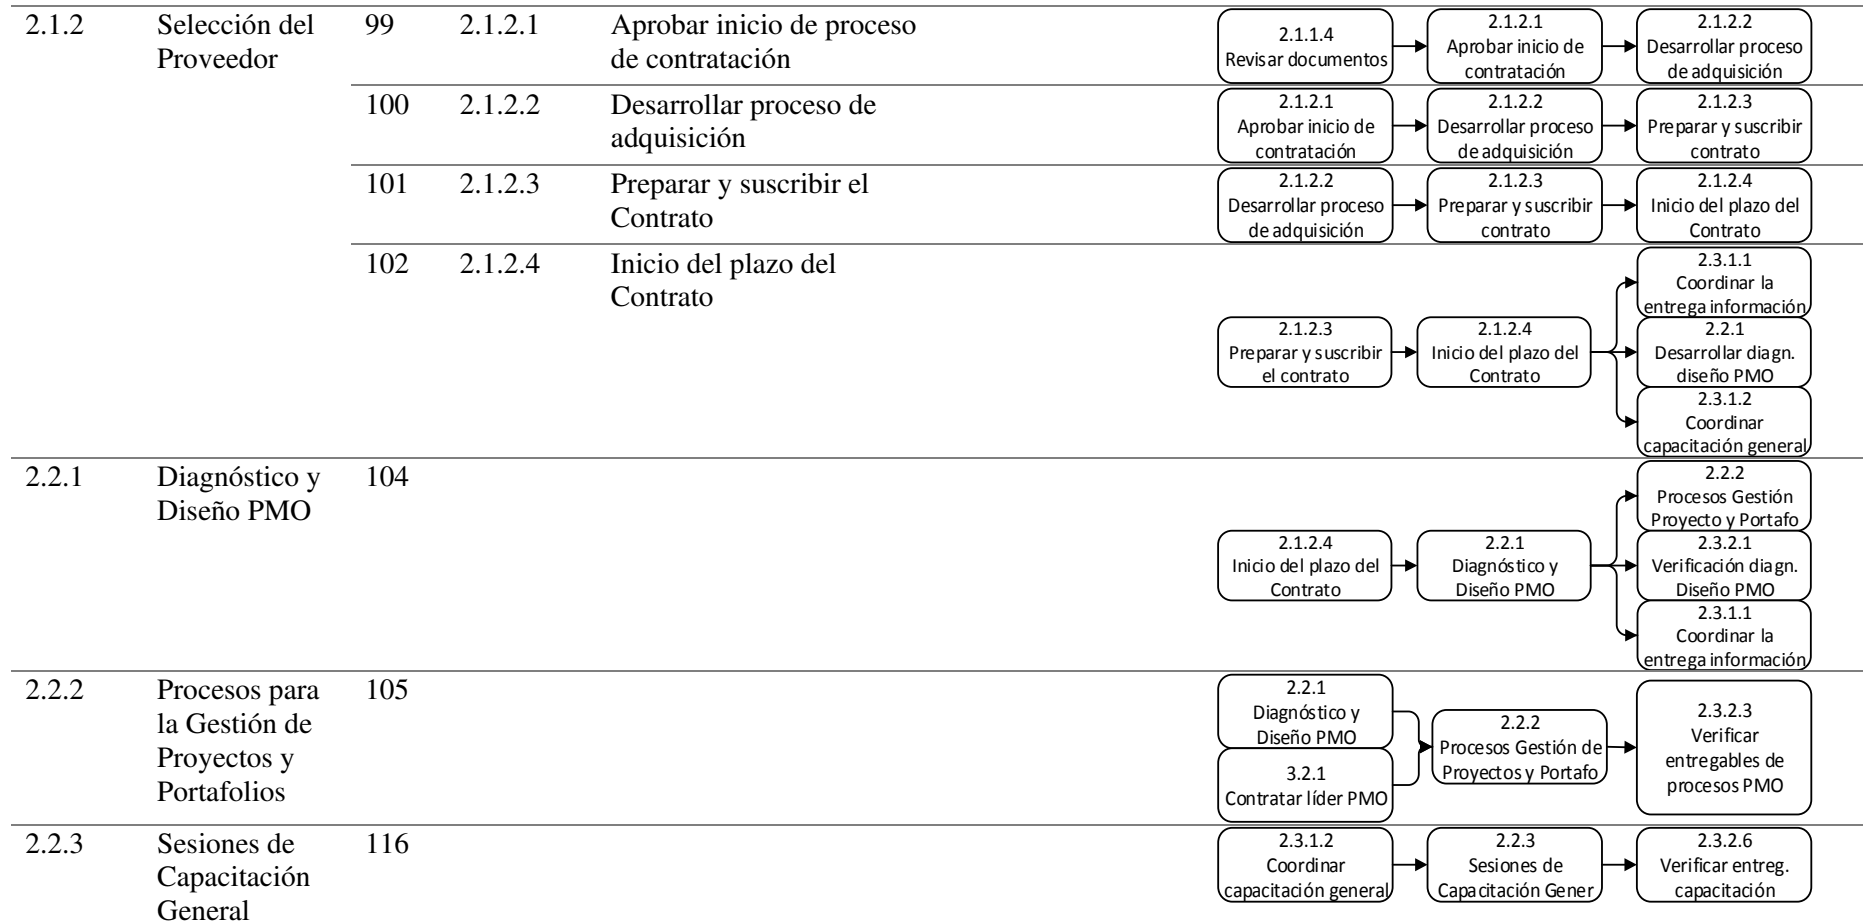 2.1.2 Selección del 99 2.1.2.1 Aprobar inicio de proceso
Proveedor de contratación
2.1.1.4
Revisar documentos
2.1.2.1
Aprobar inicio de
contratación
2.1.2.2
Desarrollar proceso
de adquisición
100 2.1.2.2 Desarrollar proceso de
adquisición
2.1.2.1
Aprobar inicio de
contratación
2.1.2.2
Desarrollar proceso
de adquisición
2.1.2.3
Preparar y suscribir
contrato
101 2.1.2.3 Preparar y suscribir el
Contrato
2.1.2.2
Desarrollar proceso
de adquisición
2.1.2.3
Preparar y suscribir
contrato
2.1.2.4
Inicio del plazo del
Contrato
102 2.1.2.4 Inicio del plazo del
Contrato
2.1.2.3
Preparar y suscribir
el contrato
2.1.2.4
Inicio del plazo del
Contrato
2.3.1.1
Coordinar la
entrega información
2.2.1
Desarrollar diagn.
diseño PMO
2.3.1.2
Coordinar
capacitación general
2.2.1 Diagnóstico y 104
Diseño PMO
2.1.2.4
Inicio del plazo del
Contrato
2.2.1
Diagnóstico y
Diseño PMO
2.2.2
Procesos Gestión
Proyecto y Portafo
2.3.2.1
Verificación diagn.
Diseño PMO
2.3.1.1
Coordinar la
entrega información
2.2.2 Procesos para 105
la Gestión de
Proyectos y
Portafolios
2.2.1
Diagnóstico y
Diseño PMO
3.2.1
Contratar líder PMO
2.2.2
Procesos Gestión de
Proyectos y Portafo
2.3.2.3
Verificar
entregables de
procesos PMO
2.2.3 Sesiones de 116
Capacitación
General
2.3.1.2
Coordinar
capacitación general
2.2.3
Sesiones de
Capacitación Gener
2.3.2.6
Verificar entreg.
capacitación